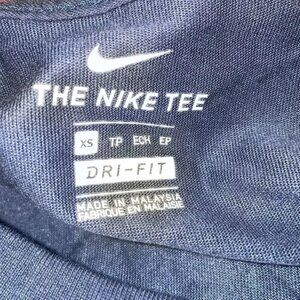 THE NIKE TEE
XS TP ECH EP
DRI-FIT
MADE IN MALAYSIA
FABRIQUÉ EN MALAISIE